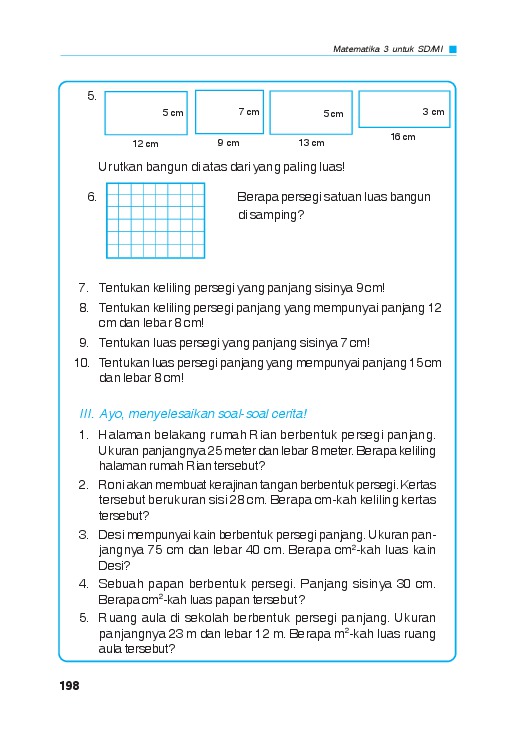 Matematika 3 untuk SD/MI
5.
5 cm
7 cm
5 cm
3 cm
12 cm
9 cm
13 cm
16 cm
Urutkan bangun di atas dari yang paling luas!
6. Berapa persegi satuan luas bangun
di samping?
7. Tentukan keliling persegi yang panjang sisinya 9 cm!
8. Tentukan keliling persegi panjang yang mempunyai panjang 12
cm dan lebar 8 cm!
9. Tentukan luas persegi yang panjang sisinya 7 cm!
10. Tentukan luas persegi panjang yang mempunyai panjang 15 cm
dan lebar 8 cm!
III. Ayo, menyelesaikan soal-soal cerita!
1. Halaman belakang rumah Rian berbentuk persegi panjang.
Ukuran panjangnya 25 meter dan lebar 8 meter. Berapa keliling
halaman rumah Rian tersebut?
2. Roni akan membuat kerajinan tangan berbentuk persegi. Kertas
tersebut berukuran sisi 28 cm. Berapa cm-kah keliling kertas
tersebut?
3. Desi mempunyai kain berbentuk persegi panjang. Ukuran pan-
jangnya 75 cm dan lebar 40 cm. Berapa cm²-kah luas kain
Desi?
4. Sebuah papan berbentuk persegi. Panjang sisinya 30 cm.
Berapa cm²-kah luas papan tersebut?
5. Ruang aula di sekolah berbentuk persegi panjang. Ukuran
panjangnya 23 m dan lebar 12 m. Berapa m²-kah luas ruang
aula tersebut?
198